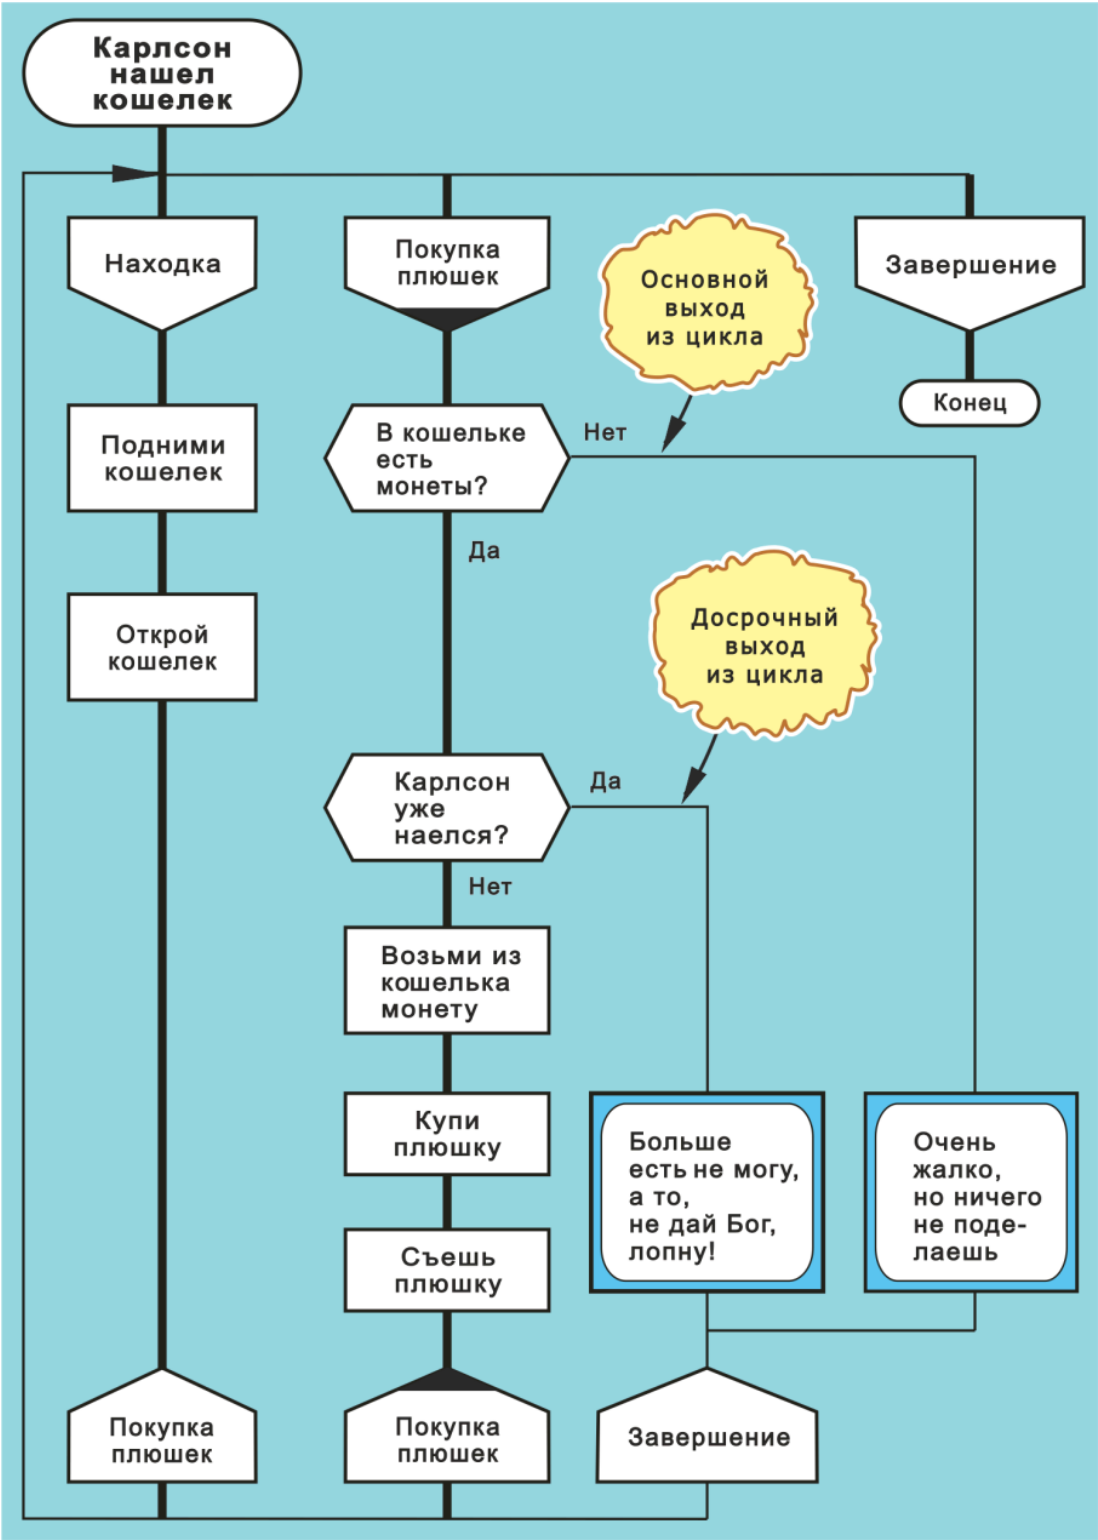 Карлсон
нашел
кошелек
Находка
Подними
кошелек
Открой
кошелек
Покупка
плюшек
Покупка
плюшек
В кошельке
есть
монеты?
Нет
Да
Основной
выход
из цикла
Карлсон
уже
наелся?
Да
Нет
Досрочный
выход
из цикла
Возьми из
кошелька
монету
Купи
плюшку
Съешь
плюшку
Покупка
плюшек
Больше
есть не могу,
а то,
не дай Бог,
лопну!
Очень
жалко,
но ничего
не поде-
лаешь
Завершение
Завершение
Конец